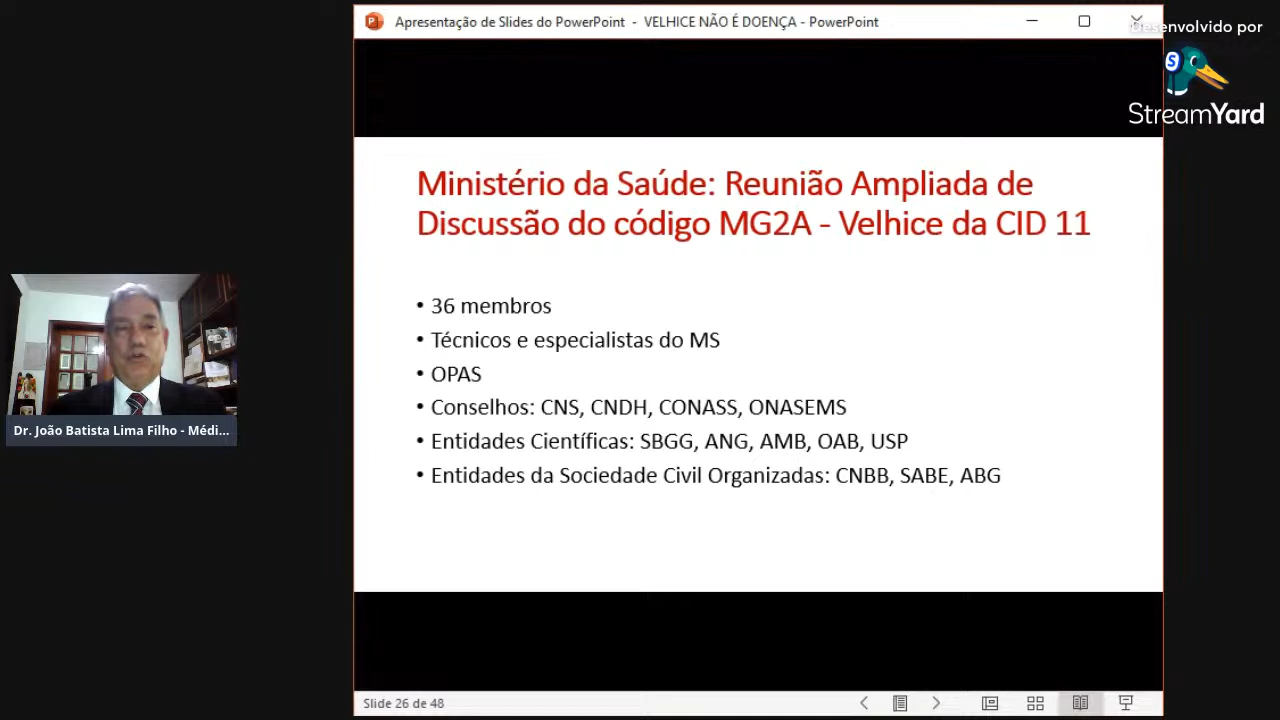 Apresentação de Slides do PowerPoint - VELHICE NÃO É DOENÇA - PowerPoint
Desenvolvido por
StreamYard
Ministério da Saúde: Reunião Ampliada de
Discussão do código MG2A - Velhice da CID 11
• 36 membros
• Técnicos e especialistas do MS
• OPAS
• Conselhos: CNS, CNDH, CONASS, ONASEMS
• Entidades Científicas: SBGG, ANG, AMB, OAB, USP
• Entidades da Sociedade Civil Organizadas: CNBB, SABE, ABG
Dr. João Batista Lima Filho - Médi...
Slide 26 de 48